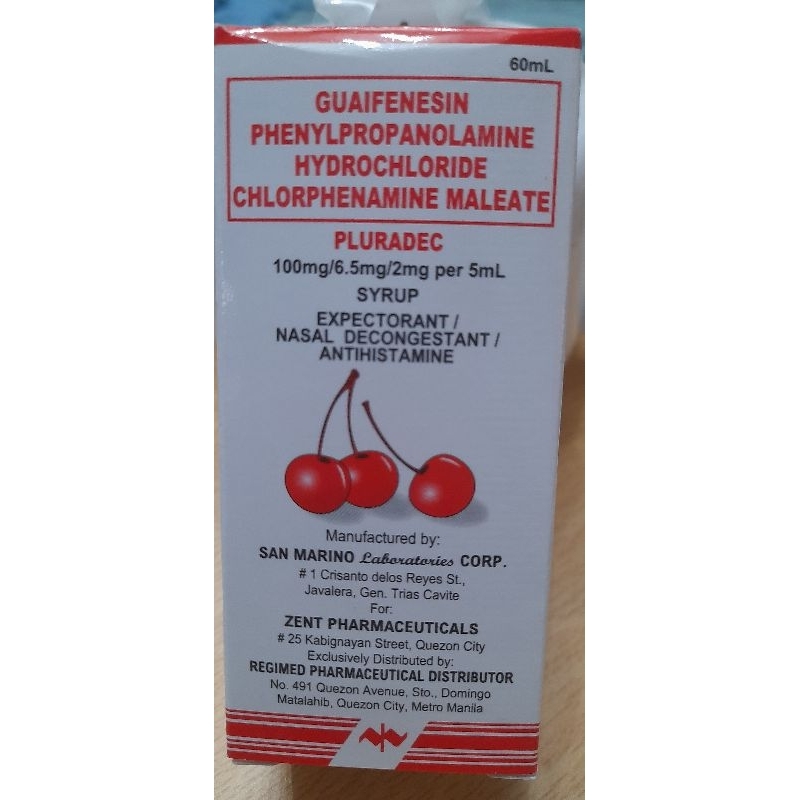 60mL
GUAIFENESIN
PHENYLPROPANOLAMINE
HYDROCHLORIDE
CHLORPHENAMINE MALEATE
PLURADEC
100mg/6.5mg/2mg per 5mL
SYRUP
EXPECTORANT /
NASAL DECONGESTANT /
ANTIHISTAMINE
Manufactured by:
SAN MARINO Laboratories CORP.
# 1 Crisanto delos Reyes St.,
Javalera, Gen. Trias Cavite
For:
ZENT PHARMACEUTICALS
# 25 Kabignayan Street, Quezon City
Exclusively Distributed by:
REGIMED PHARMACEUTICAL DISTRIBUTOR
No. 491 Quezon Avenue, Sto., Domingo
Matalahib, Quezon City, Metro Manila